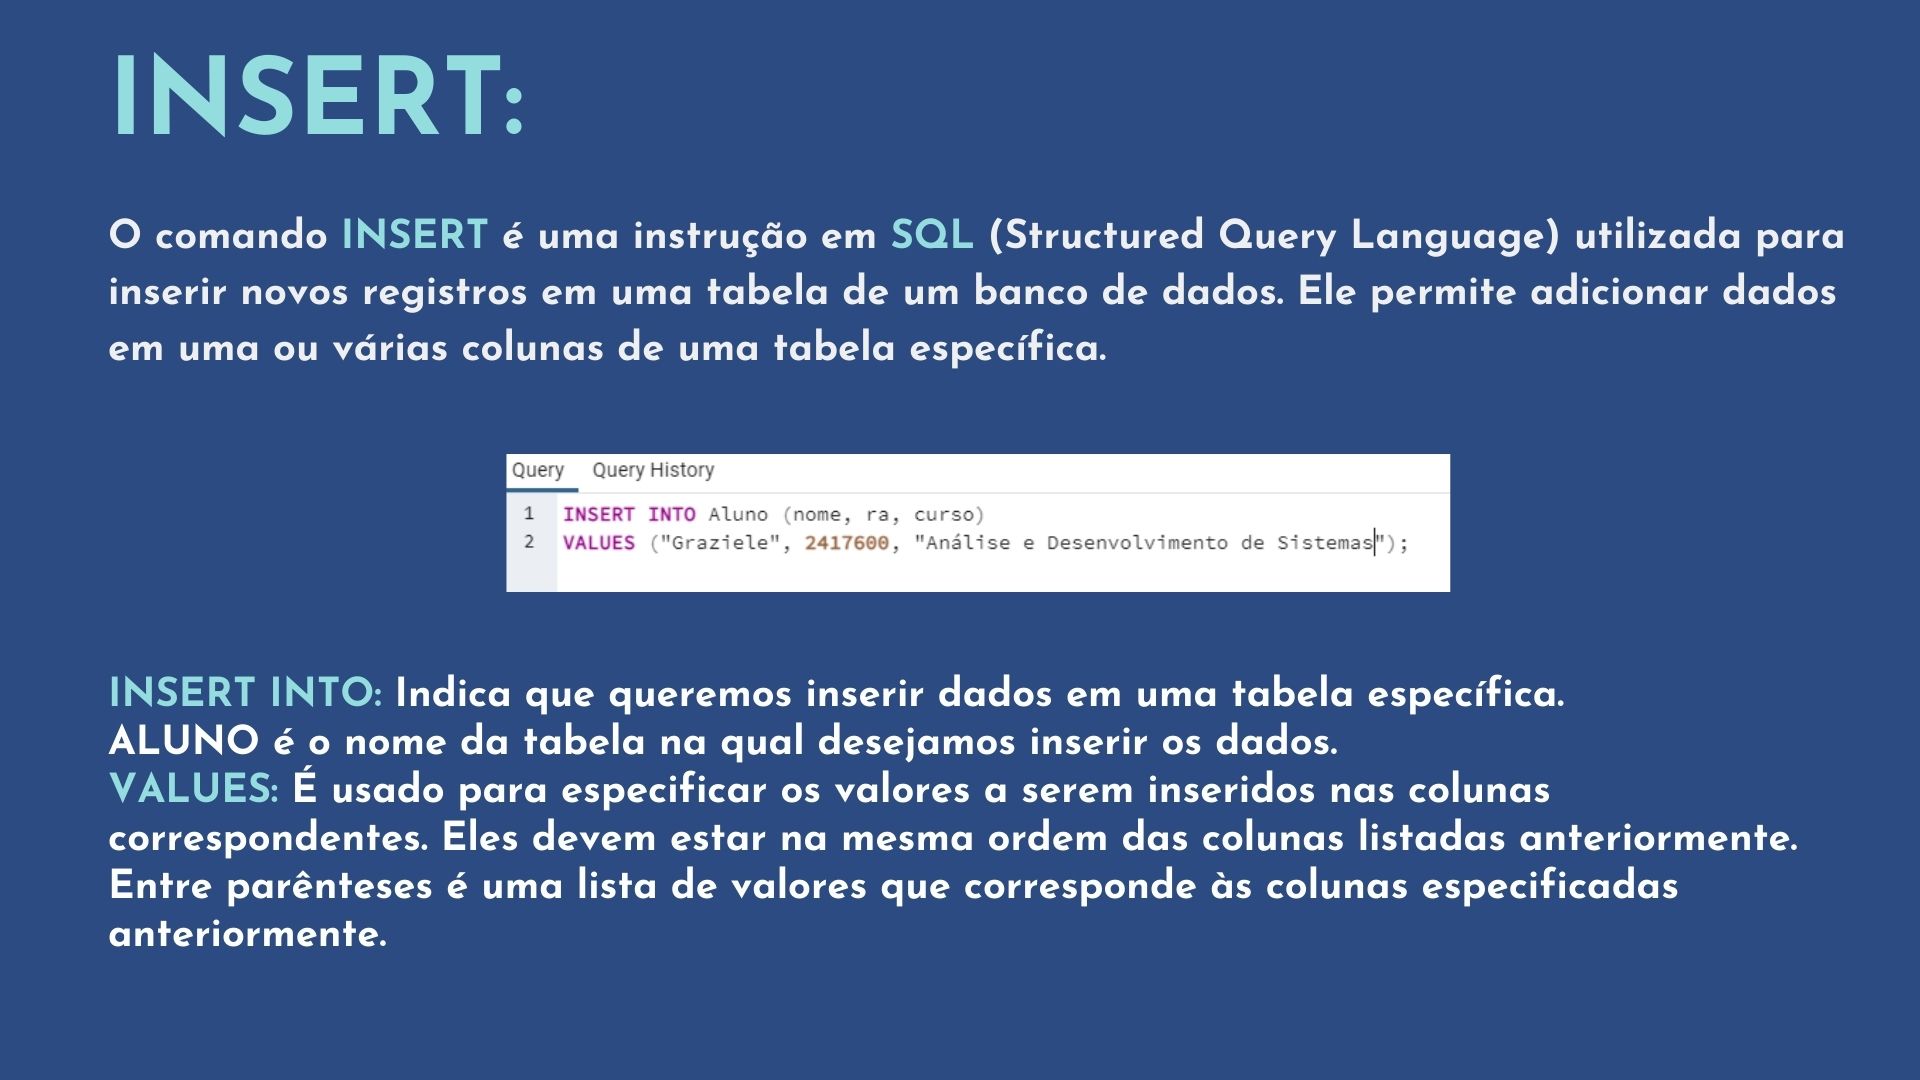 INSERT:
O comando INSERT é uma instrução em SQL (Structured Query Language) utilizada para
inserir novos registros em uma tabela de um banco de dados. Ele permite adicionar dados
em uma ou várias colunas de uma tabela específica.
Query Query History
1 INSERT INTO Aluno (nome, ra, curso)
2 VALUES ("Graziele", 2417600, "Análise e Desenvolvimento de Sistemas");
INSERT INTO: Indica que queremos inserir dados em uma tabela específica.
ALUNO é o nome da tabela na qual desejamos inserir os dados.
VALUES: É usado para especificar os valores a serem inseridos nas colunas
correspondentes. Eles devem estar na mesma ordem das colunas listadas anteriormente.
Entre parênteses é uma lista de valores que corresponde às colunas especificadas
anteriormente.